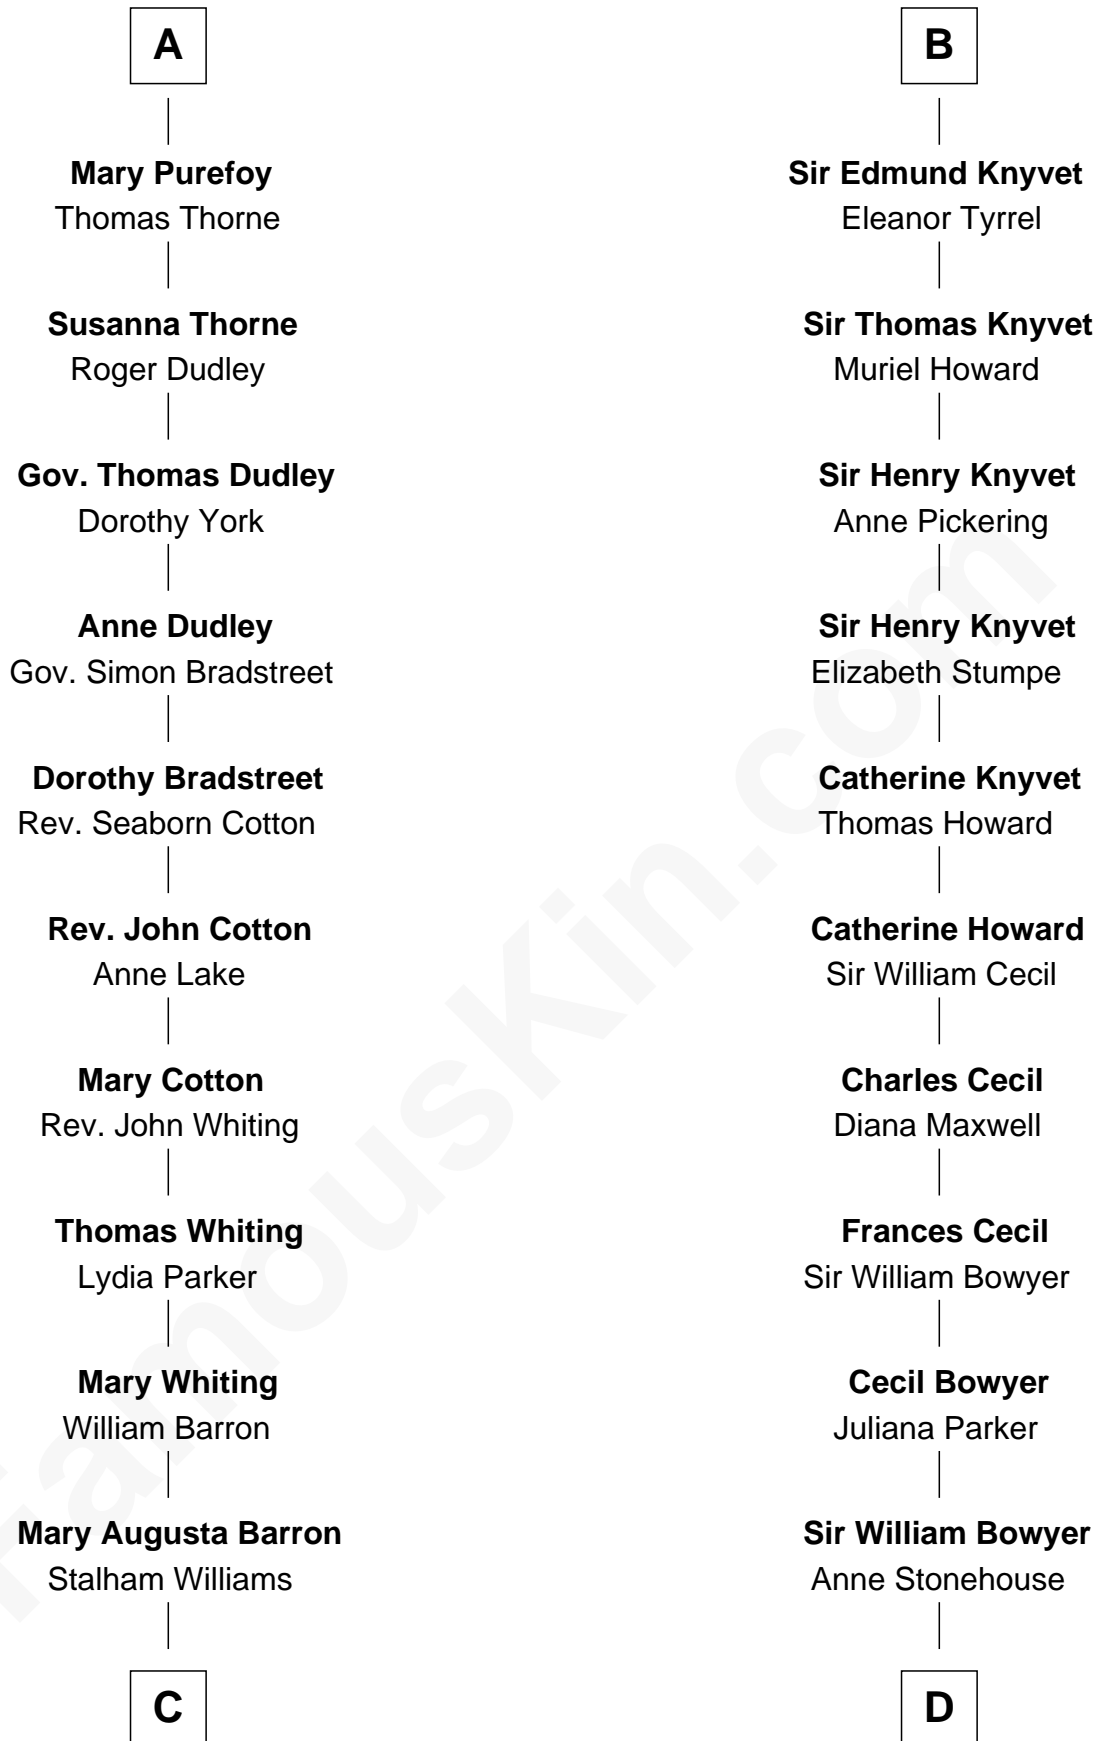 A
Mary Purefoy
Thomas Thorne
Susanna Thorne
Roger Dudley
Gov. Thomas Dudley
Dorothy York
Anne Dudley
Gov. Simon Bradstreet
Dorothy Bradstreet
Rev. Seaborn Cotton
Rev. John Cotton
Anne Lake
Mary Cotton
Rev. John Whiting
Thomas Whiting
Lydia Parker
Mary Whiting
William Barron
Mary Augusta Barron
Stalham Williams
C
B
Sir Edmund Knyvet
Eleanor Tyrrel
Sir Thomas Knyvet
Muriel Howard
Sir Henry Knyvet
Anne Pickering
Sir Henry Knyvet
Elizabeth Stumpe
Catherine Knyvet
Thomas Howard
Catherine Howard
Sir William Cecil
Charles Cecil
Diana Maxwell
Frances Cecil
Sir William Bowyer
Cecil Bowyer
Juliana Parker
Sir William Bowyer
Anne Stonehouse
D
FamousKin.com